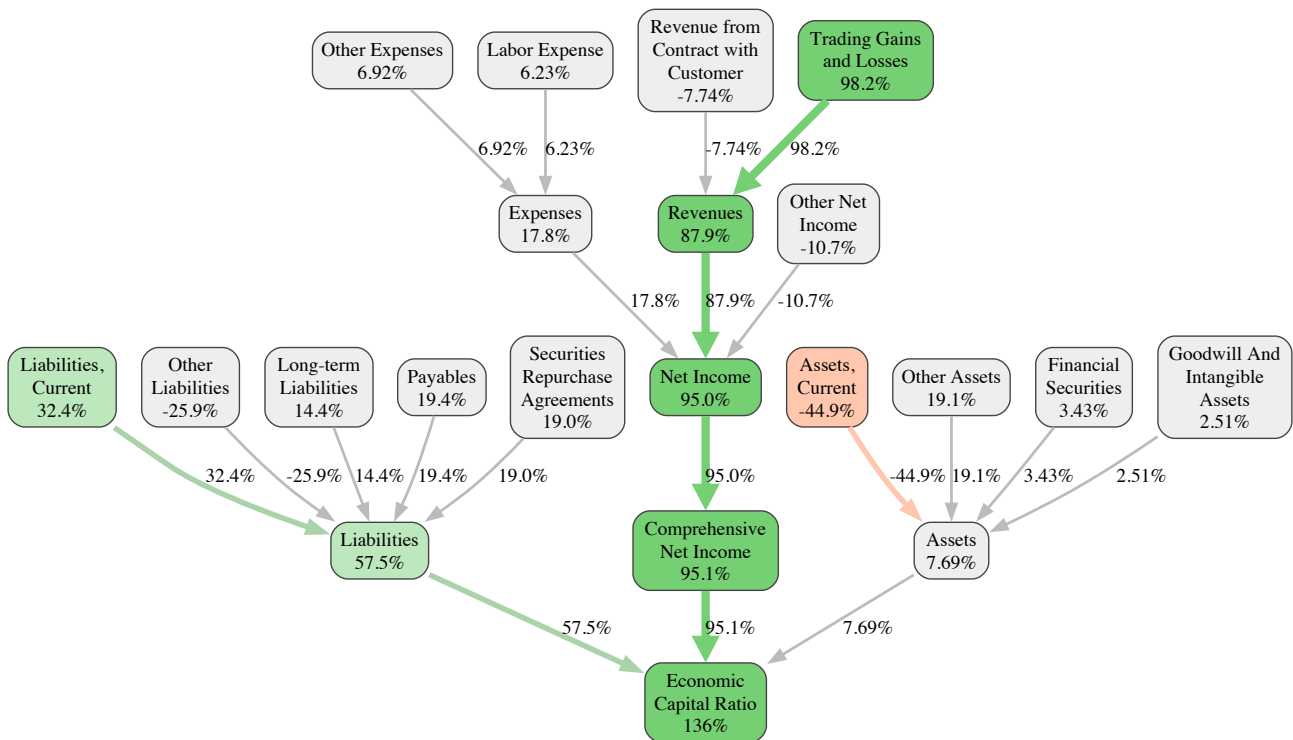 Other Expenses
6.92%
Labor Expense
6.23%
Revenue from
Contract with
Customer
-7.74%
Trading Gains
and Losses
98.2%
6.92%
6.23%
-7.74%
98.2%
Expenses
17.8%
Revenues
87.9%
Other Net
Income
-10.7%
17.8%
87.9%
-10.7%
Liabilities,
Current
32.4%
Other
Liabilities
-25.9%
Long-term
Liabilities
14.4%
Payables
19.4%
Securities
Repurchase
Agreements
19.0%
Net Income
95.0%
Assets,
Current
-44.9%
Other Assets
19.1%
Financial
Securities
3.43%
Goodwill And
Intangible
Assets
2.51%
32.4%
-25.9%
14.4%
19.4%
19.0%
95.0%
-44.9%
19.1%
3.43%
2.51%
Liabilities
57.5%
Comprehensive
Net Income
95.1%
Assets
7.69%
57.5%
95.1%
7.69%
Economic
Capital Ratio
136%